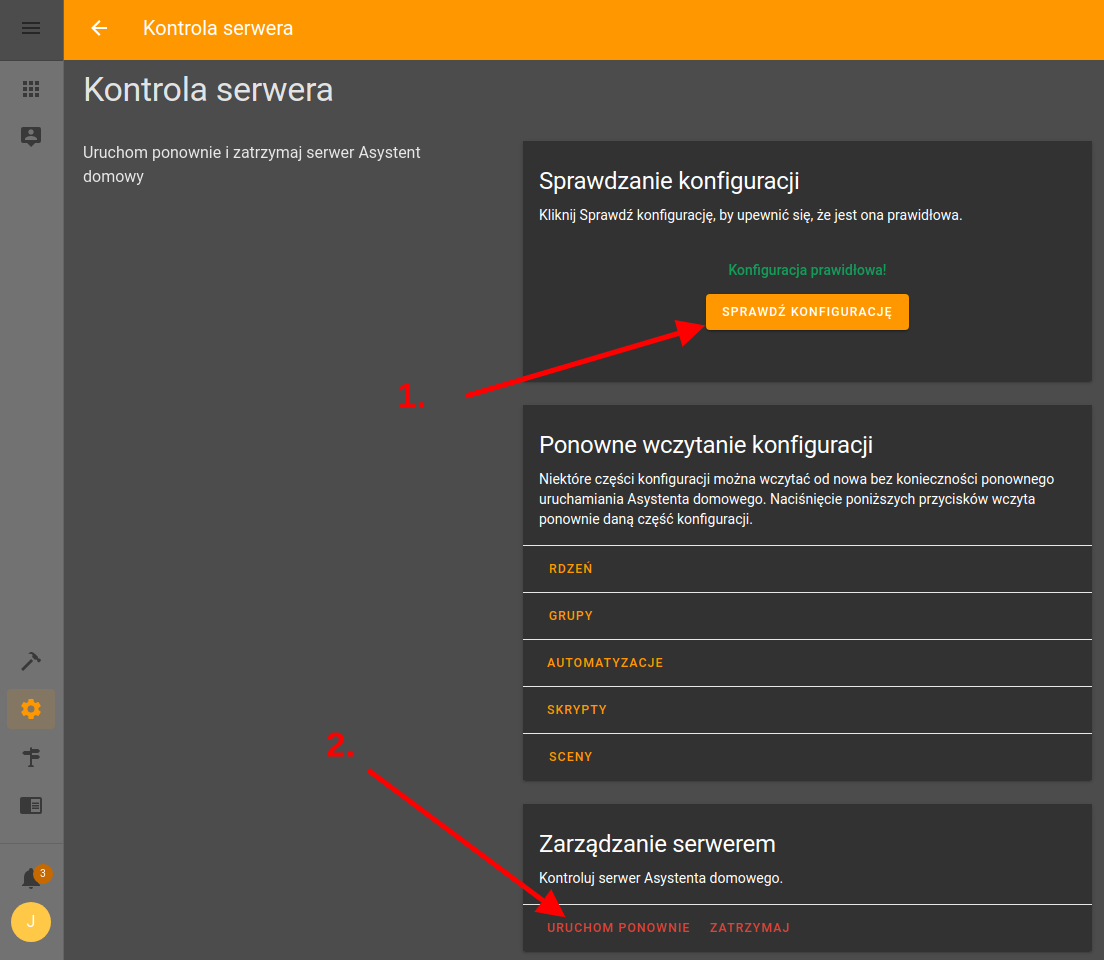 Kontrola serwera
Kontrola serwera
Uruchom ponownie i zatrzymaj serwer Asystent
domowy
Sprawdzanie konfiguracji
Kliknij Sprawdź konfigurację, by upewnić się, że jest ona prawidłowa.
Konfiguracja prawidłowa!
SPRAWDŹ KONFIGURACJĘ
1.
Ponowne wczytanie konfiguracji
Niektóre części konfiguracji można wczytać od nowa bez konieczności ponownego
uruchamiania Asystenta domowego. Naciśnięcie poniższych przycisków wczyta
ponownie daną część konfiguracji.
RDZEŃ
GRUPY
AUTOMATYZACJE
SKRYPTY
SCENY
2.
Zarządzanie serwerem
Kontroluj serwer Asystenta domowego.
URUCHOM PONOWNIE ZATRZYMAJ
3
J